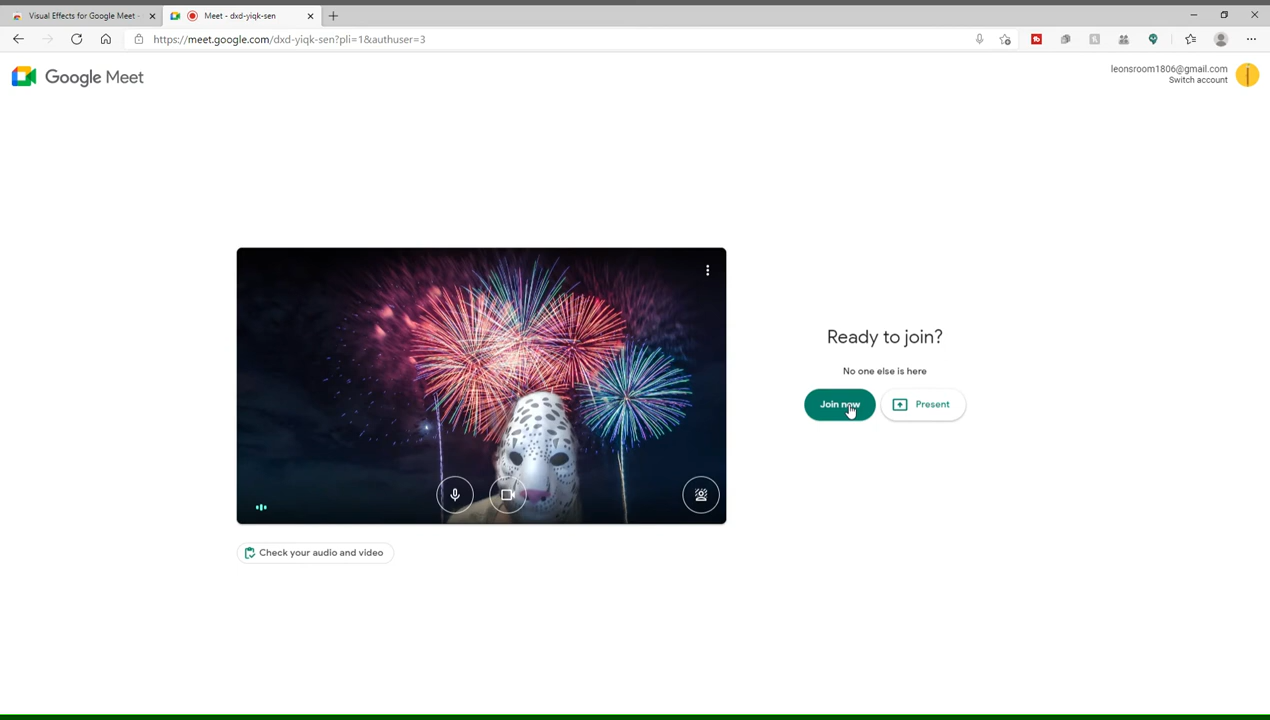 Visual Effects for Google Meet -
Meet - dxd-yiqk-sen
https://meet.google.com/dxd-yiqk-sen?pli=1&authuser=3
Google Meet
leonsroom1806@gmail.com
Switch account
Ready to join?
No one else is here
Join now
Present
Check your audio and video